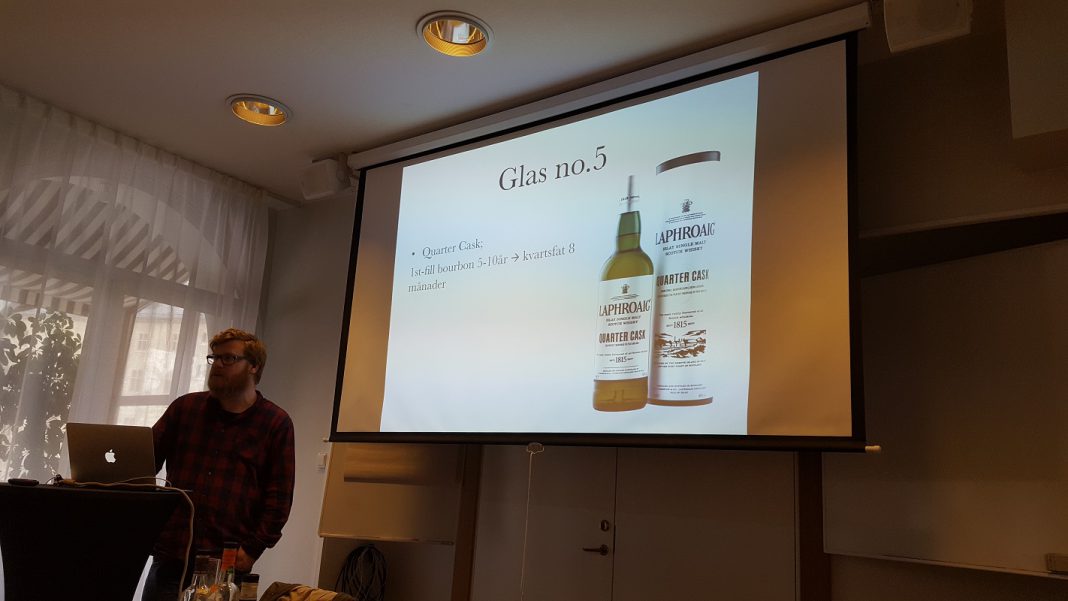 Glas no.5
• Quarter Cask:
1st-fill bourbon 5-10år → kvartsfat 8
månader
LAPHROAIG
ISLAY SINGLE MALT
SCOTCH WHISKY
QUARTER CASK
1815
LAPHROAIG
ISLAY SINGLE MALT
SCOTCH WHISKY
QUARTER CASK
1815